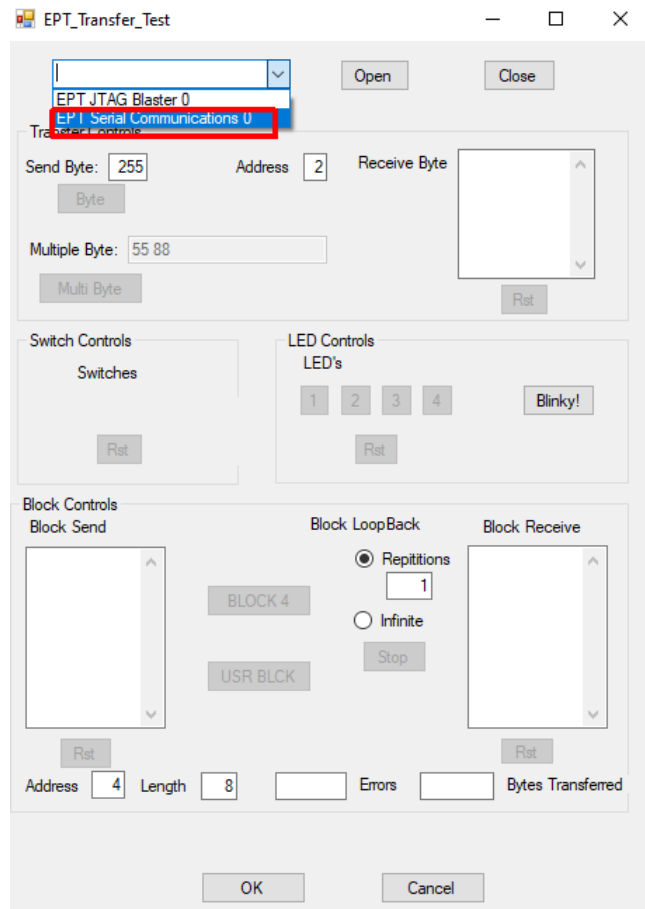 EPT_Transfer_Test
Open Close
EPT JTAG Blaster 0
EPT Serial Communications 0
Transfer Controls
Send Byte: 255 Address 2 Receive Byte
Byte
Multiple Byte: 55 88
Multi Byte
Rst
Switch Controls LED Controls
Switches LED's
1 2 3 4 Blinky!
Rst Rst
Block Controls
Block Send Block LoopBack Block Receive
Repititions
1
BLOCK 4
Infinite
Stop
USR BLCK
Rst Rst
Address 4 Length 8 Errors Bytes Transferred
OK Cancel